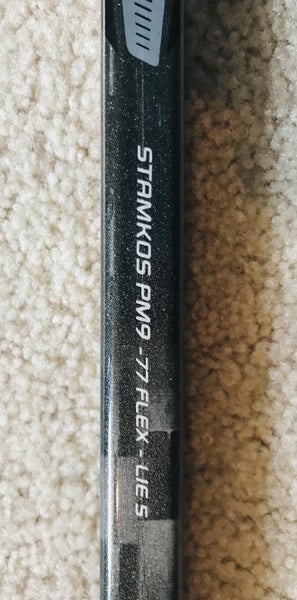 STAMKOS PM9 - 77 FLEX - LIE 5